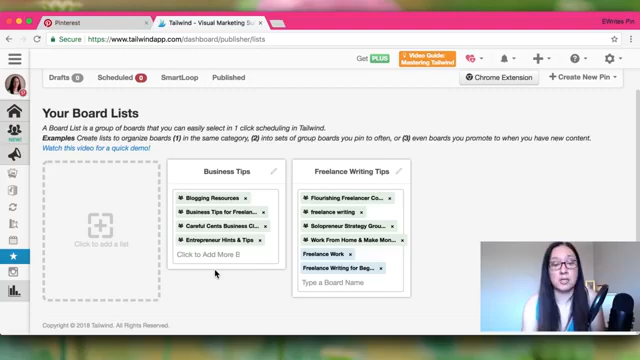 Pinterest
Tailwind - Visual Marketing Su
EWrites Pin
Secure
https://www.tailwindapp.com/dashboard/publisher/lists
Get PLUS
Video Guide:
Mastering Tailwind
Drafts 0
Scheduled 0
SmartLoop
Published
Chrome Extension
Create New Pin
NEW!
Your Board Lists
A Board List is a group of boards that you can easily select in 1 click scheduling in Tailwind.
Examples Create lists to organize boards (1) in the same category, (2) into sets of group boards you pin to often, or (3) even boards you promote to when you have new content.
Watch this video for a quick demo!
Click to add a list
Business Tips
Blogging Resources ×
Business Tips for Freelan... ×
Careful Cents Business Cl... ×
Entrepreneur Hints & Tips ×
Click to Add More B
Freelance Writing Tips
Flourishing Freelancer Co... ×
freelance writing ×
Solopreneur Strategy Grou...
Work From Home & Make Mon... ×
Freelance Work ×
Freelance Writing for Beg... ×
Type a Board Name
Copyright © 2018 Tailwind. All Rights Reserved.